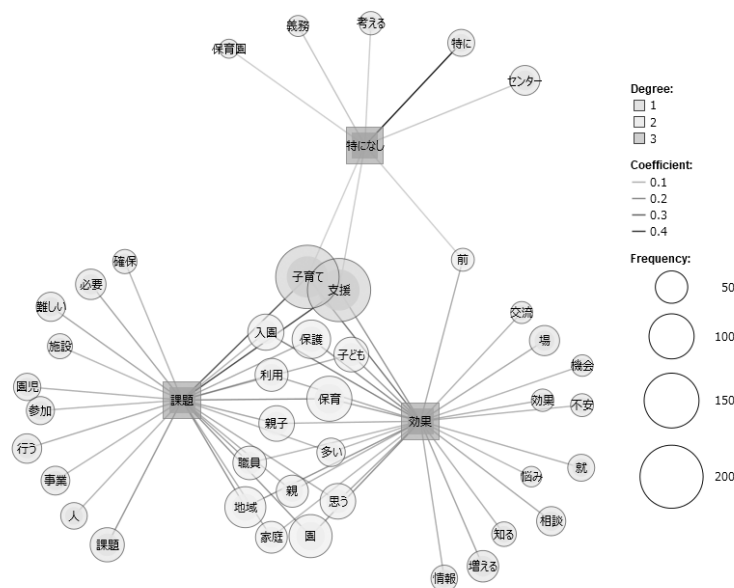 義務
考える
保育園
特に
センター
特になし
Degree:
1
2
3
Coefficient:
0.1
0.2
0.3
0.4
Frequency:
50
100
150
200
確保
必要
難しい
施設
園児
参加
行う
事業
人
課題
課題
子育て
支援
前
入園
保護
子ども
利用
保育
親子
多い
職員
親
地域
思う
家庭
園
効果
交流
場
機会
効果
不安
就
悩み
相談
知る
増える
情報